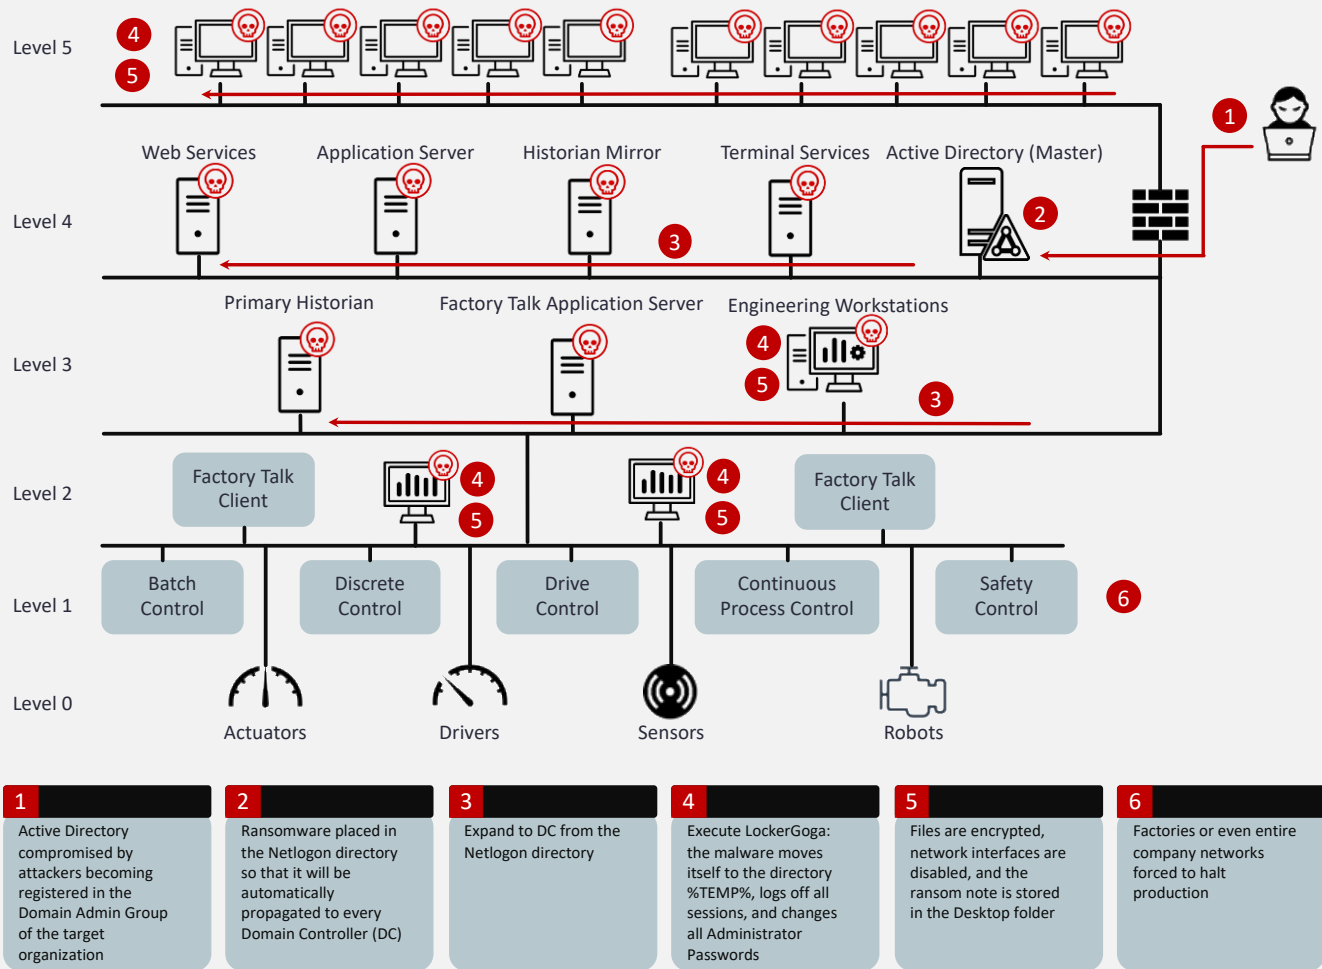 Level 5
4
5
1
Web Services
Application Server
Historian Mirror
Terminal Services
Active Directory (Master)
Level 4
2
3
Primary Historian
Factory Talk Application Server
Engineering Workstations
Level 3
4
5
3
Level 2
Factory Talk
Client
4
5
4
5
Factory Talk
Client
Level 1
Batch
Control
Discrete
Control
Drive
Control
Continuous
Process Control
Safety
Control
6
Level 0
Actuators
Drivers
Sensors
Robots
1
Active Directory
compromised by
attackers becoming
registered in the
Domain Admin Group
of the target
organization
2
Ransomware placed in
the Netlogon directory
so that it will be
automatically
propagated to every
Domain Controller (DC)
3
Expand to DC from the
Netlogon directory
4
Execute LockerGoga:
the malware moves
itself to the directory
%TEMP%, logs off all
sessions, and changes
all Administrator
Passwords
5
Files are encrypted,
network interfaces are
disabled, and the
ransom note is stored
in the Desktop folder
6
Factories or even entire
company networks
forced to halt
production